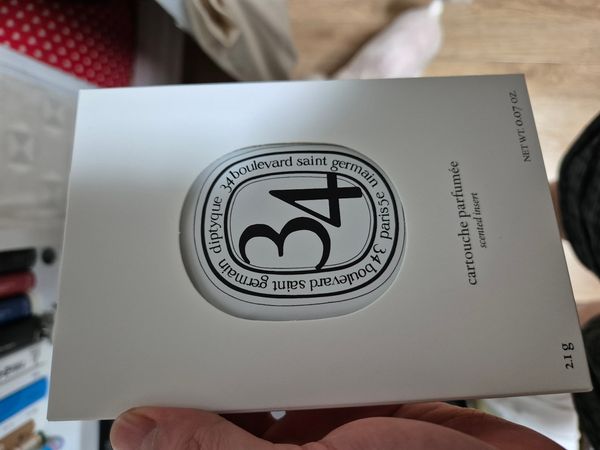 34 boulevard saint germain paris 5e
34 boulevard saint germain diptyque
34
cartouche parfumée
scented insert
NET WT. 0.07 OZ.
2.1 g